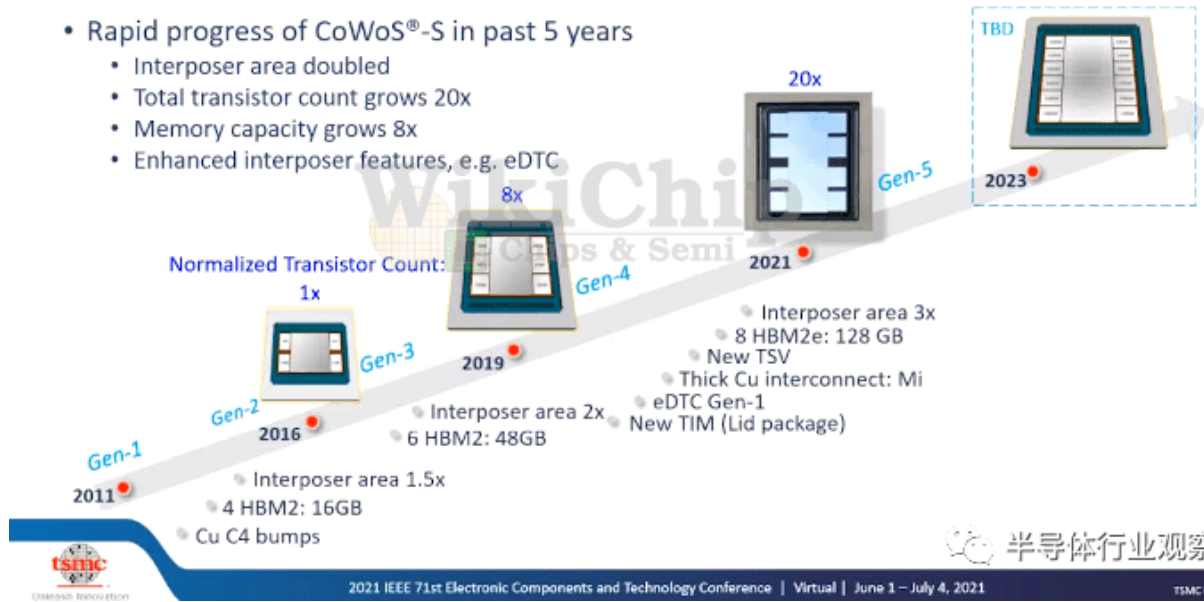 • Rapid progress of CoWoS®-S in past 5 years
• Interposer area doubled
• Total transistor count grows 20x
• Memory capacity grows 8x
• Enhanced interposer features, e.g. eDTC
WikiChip
Chips & Semi
Normalized Transistor Count:
1x
8x
20x
TBD
Gen-1
Gen-2
Gen-3
Gen-4
Gen-5
2011
2016
2019
2021
2023
Interposer area 1.5x
4 HBM2: 16GB
Cu C4 bumps
Interposer area 2x
6 HBM2: 48GB
Interposer area 3x
8 HBM2e: 128 GB
New TSV
Thick Cu interconnect: Mi
eDTC Gen-1
New TIM (Lid package)
半导体行业观察
tsmc
Unleash Innovation
2021 IEEE 71st Electronic Components and Technology Conference | Virtual | June 1 – July 4, 2021
TSMC